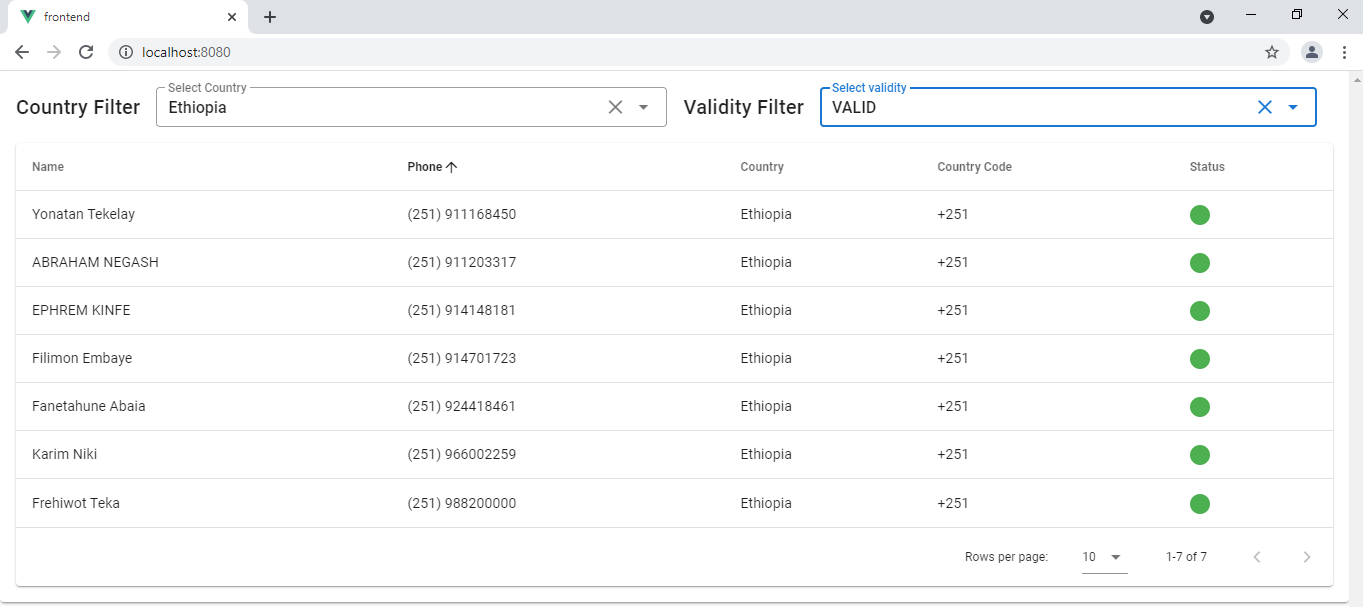 frontend
localhost:8080
Country Filter Select Country Ethiopia Validity Filter Select validity VALID
Name Phone Country Country Code Status
Yonatan Tekelay (251) 911168450 Ethiopia +251
ABRAHAM NEGASH (251) 911203317 Ethiopia +251
EPHREM KINFE (251) 914148181 Ethiopia +251
Filimon Embaye (251) 914701723 Ethiopia +251
Fanetahune Abaia (251) 924418461 Ethiopia +251
Karim Niki (251) 966002259 Ethiopia +251
Frehiwot Teka (251) 988200000 Ethiopia +251
Rows per page: 10 1-7 of 7